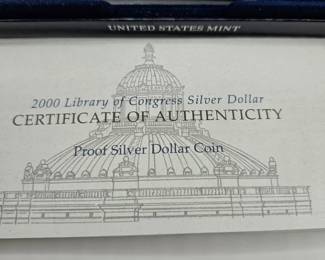 UNITED STATES MINT
2000 Library of Congress Silver Dollar
CERTIFICATE OF AUTHENTICITY
Proof Silver Dollar Coin